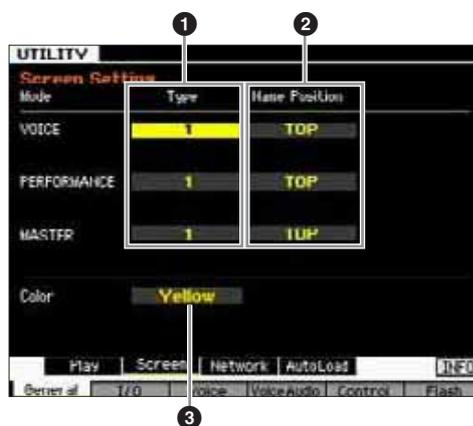 1 2
UTILITY
Screen Setting
Mode Type Name Position
VOICE 1 TOP
PERFORMANCE 1 TOP
MASTER 1 TOP
Color Yellow
Play Screen Network AutoLoad INFO
General I/O Voice VoiceAudio Control Flash
3